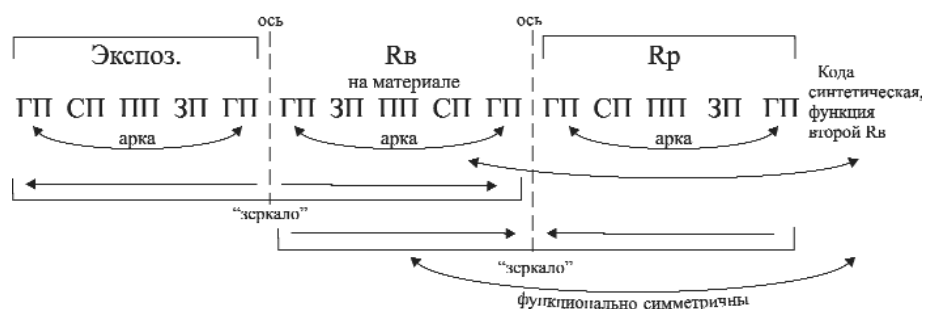 ось ось
Экспоз. Rв Rр
на материале
ГП СП ПП ЗП ГП ГП ЗП ПП СП ГП ГП СП ПП ЗП ГП
Кода
синтетическая,
функция
второй Rв
арка арка арка
“зеркало”
“зеркало”
функционально симметричны